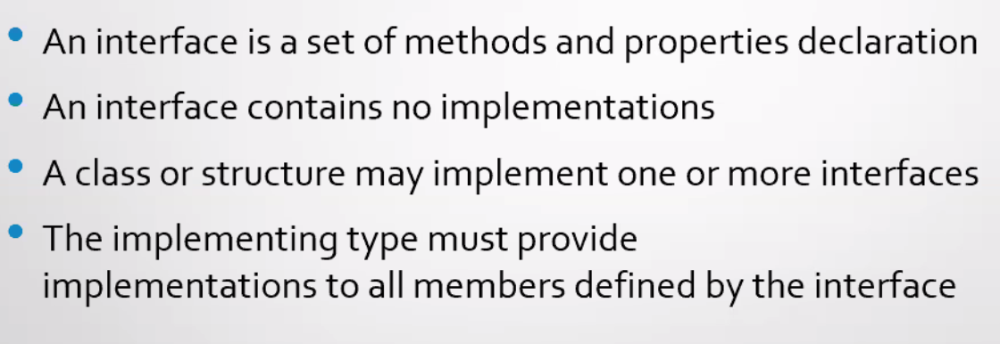 • An interface is a set of methods and properties declaration
• An interface contains no implementations
• A class or structure may implement one or more interfaces
• The implementing type must provide
implementations to all members defined by the interface